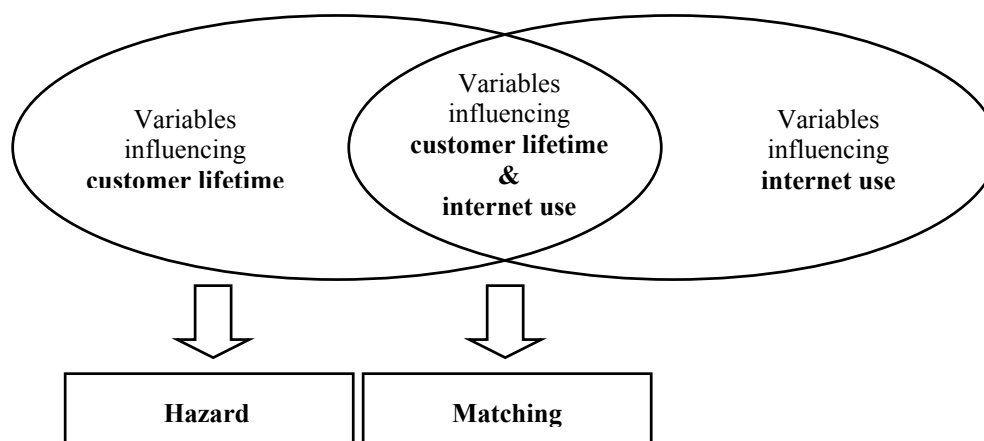 Variables
influencing
customer lifetime
Variables
influencing
customer lifetime
&
internet use
Variables
influencing
internet use
Hazard
Matching